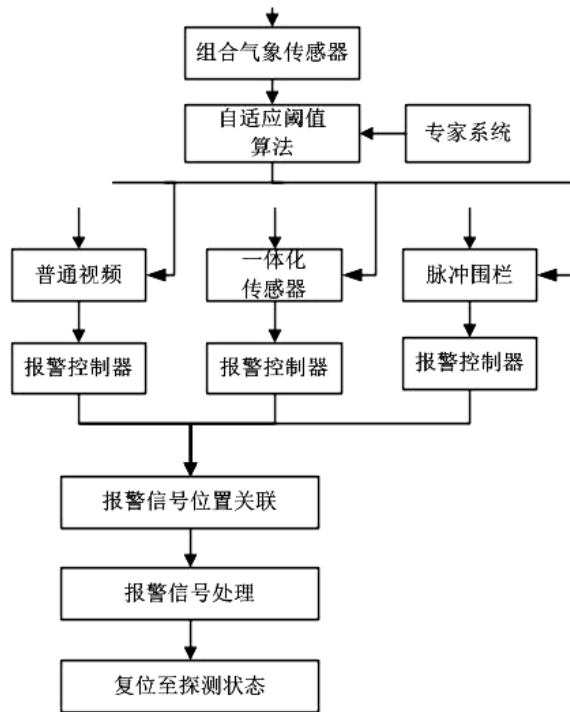 组合气象传感器
自适应阈值
算法
专家系统
普通视频
一体化
传感器
脉冲围栏
报警控制器
报警控制器
报警控制器
报警信号位置关联
报警信号处理
复位至探测状态